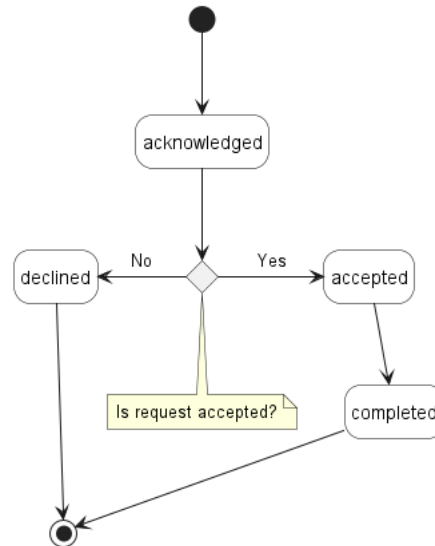 acknowledged
No
Yes
declined
accepted
Is request accepted?
completed